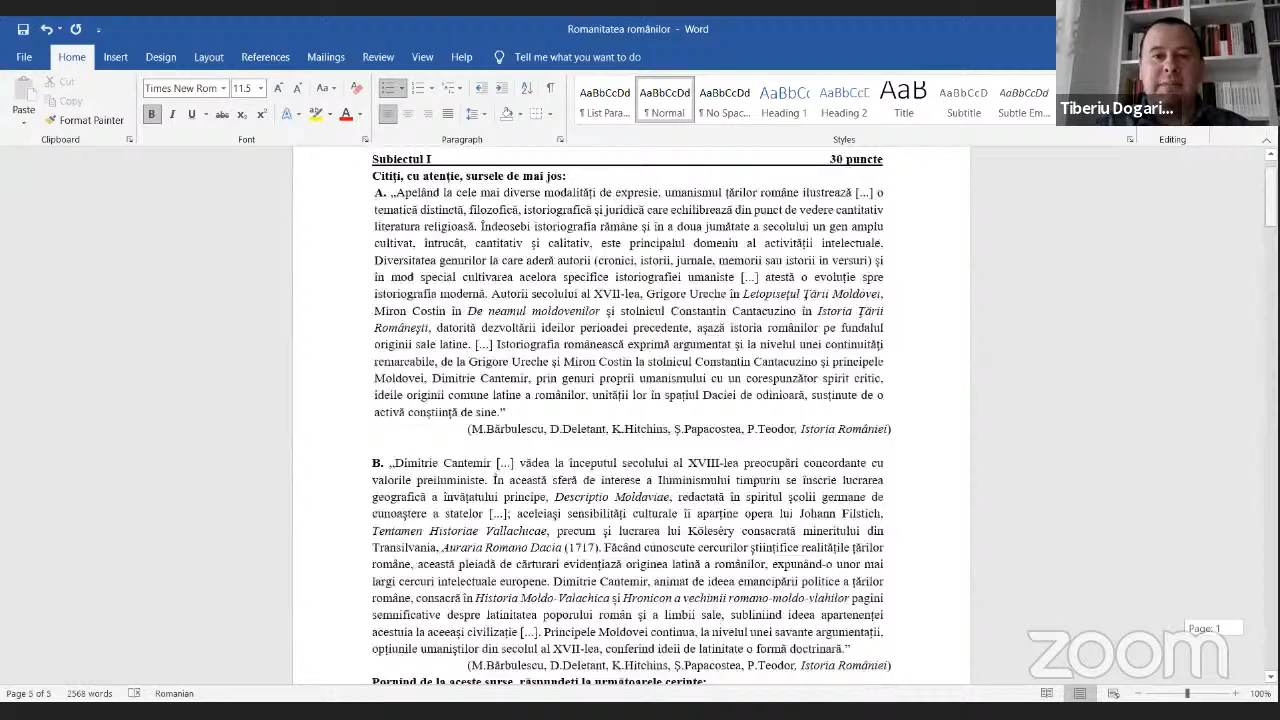 Romanitatea românilor - Word
File Home Insert Design Layout References Mailings Review View Help Tell me what you want to do
Paste
Cut
Copy
Format Painter
Clipboard
Times New Rom 11.5
Font
Paragraph
AaBbCcDd AaBbCcDd AaBbCcDd AaBbCc AaBbCcD AaB AaBbCcD AaBbCcDd
¶ List Para... ¶ Normal ¶ No Spac... Heading 1 Heading 2 Title Subtitle Subtle Em...
Styles
Editing
Tiberiu Dogari...
Subiectul I 30 puncte
Citiți, cu atenție, sursele de mai jos:
A. „Apelând la cele mai diverse modalități de expresie, umanismul țărilor române ilustrează [...] o
tematică distinctă, filozofică, istoriografică și juridică care echilibrează din punct de vedere cantitativ
literatura religioasă. Îndeosebi istoriografia rămâne și în a doua jumătate a secolului un gen amplu
cultivat, întrucât, cantitativ și calitativ, este principalul domeniu al activității intelectuale.
Diversitatea genurilor la care aderă autorii (cronici, istorii, jurnale, memorii sau istorii in versuri) și
în mod special cultivarea acelora specifice istoriografiei umaniste [...] atestă o evoluție spre
istoriografia modernă. Autorii secolului al XVII-lea, Grigore Ureche în Letopisețul Țării Moldovei,
Miron Costin în De neamul moldovenilor și stolnicul Constantin Cantacuzino în Istoria Țării
Românești, datorită dezvoltării ideilor perioadei precedente, așază istoria românilor pe fundalul
originii sale latine. [...] Istoriografia românească exprimă argumentat și la nivelul unei continuități
remarcabile, de la Grigore Ureche și Miron Costin la stolnicul Constantin Cantacuzino și principele
Moldovei, Dimitrie Cantemir, prin genuri proprii umanismului cu un corespunzător spirit critic,
ideile originii comune latine a românilor, unității lor în spațiul Daciei de odinioară, susținute de o
activă conștiință de sine.”
(M.Bărbulescu, D.Deletant, K.Hitchins, Ș.Papacostea, P.Teodor, Istoria României)
B. „Dimitrie Cantemir [...] vădea la începutul secolului al XVIII-lea preocupări concordante cu
valorile preiluministe. În această sferă de interese a Iluminismului timpuriu se înscrie lucrarea
geografică a învățatului principe, Descriptio Moldaviae, redactată în spiritul școlii germane de
cunoaștere a statelor [...]; aceleiași sensibilități culturale îi aparține opera lui Johann Filstich,
Tentamen Historiae Vallachicae, precum și lucrarea lui Köleséry consacrată mineritului din
Transilvania, Auraria Romano Dacia (1717). Făcând cunoscute cercurilor științifice realitățile țărilor
române, această pleiadă de cărturari evidențiază originea latină a românilor, expunând-o unor mai
largi cercuri intelectuale europene. Dimitrie Cantemir, animat de ideea emancipării politice a țărilor
române, consacră în Historia Moldo-Valachica și Hronicon a vechimii romano-moldo-vlahilor pagini
semnificative despre latinitatea poporului român și a limbii sale, subliniind ideea apartenenței
acestuia la aceeași civilizație [...]. Principele Moldovei continua, la nivelul unei savante argumentații,
opțiunile umaniștilor din secolul al XVII-lea, conferind ideii de latinitate o formă doctrinară.”
(M.Bărbulescu, D.Deletant, K.Hitchins, Ș.Papacostea, P.Teodor, Istoria României)
Pornind de la aceste surse, răspundeți la următoarele cerințe:
Page: 1
zoom
Page 5 of 5 2568 words Romanian 100%